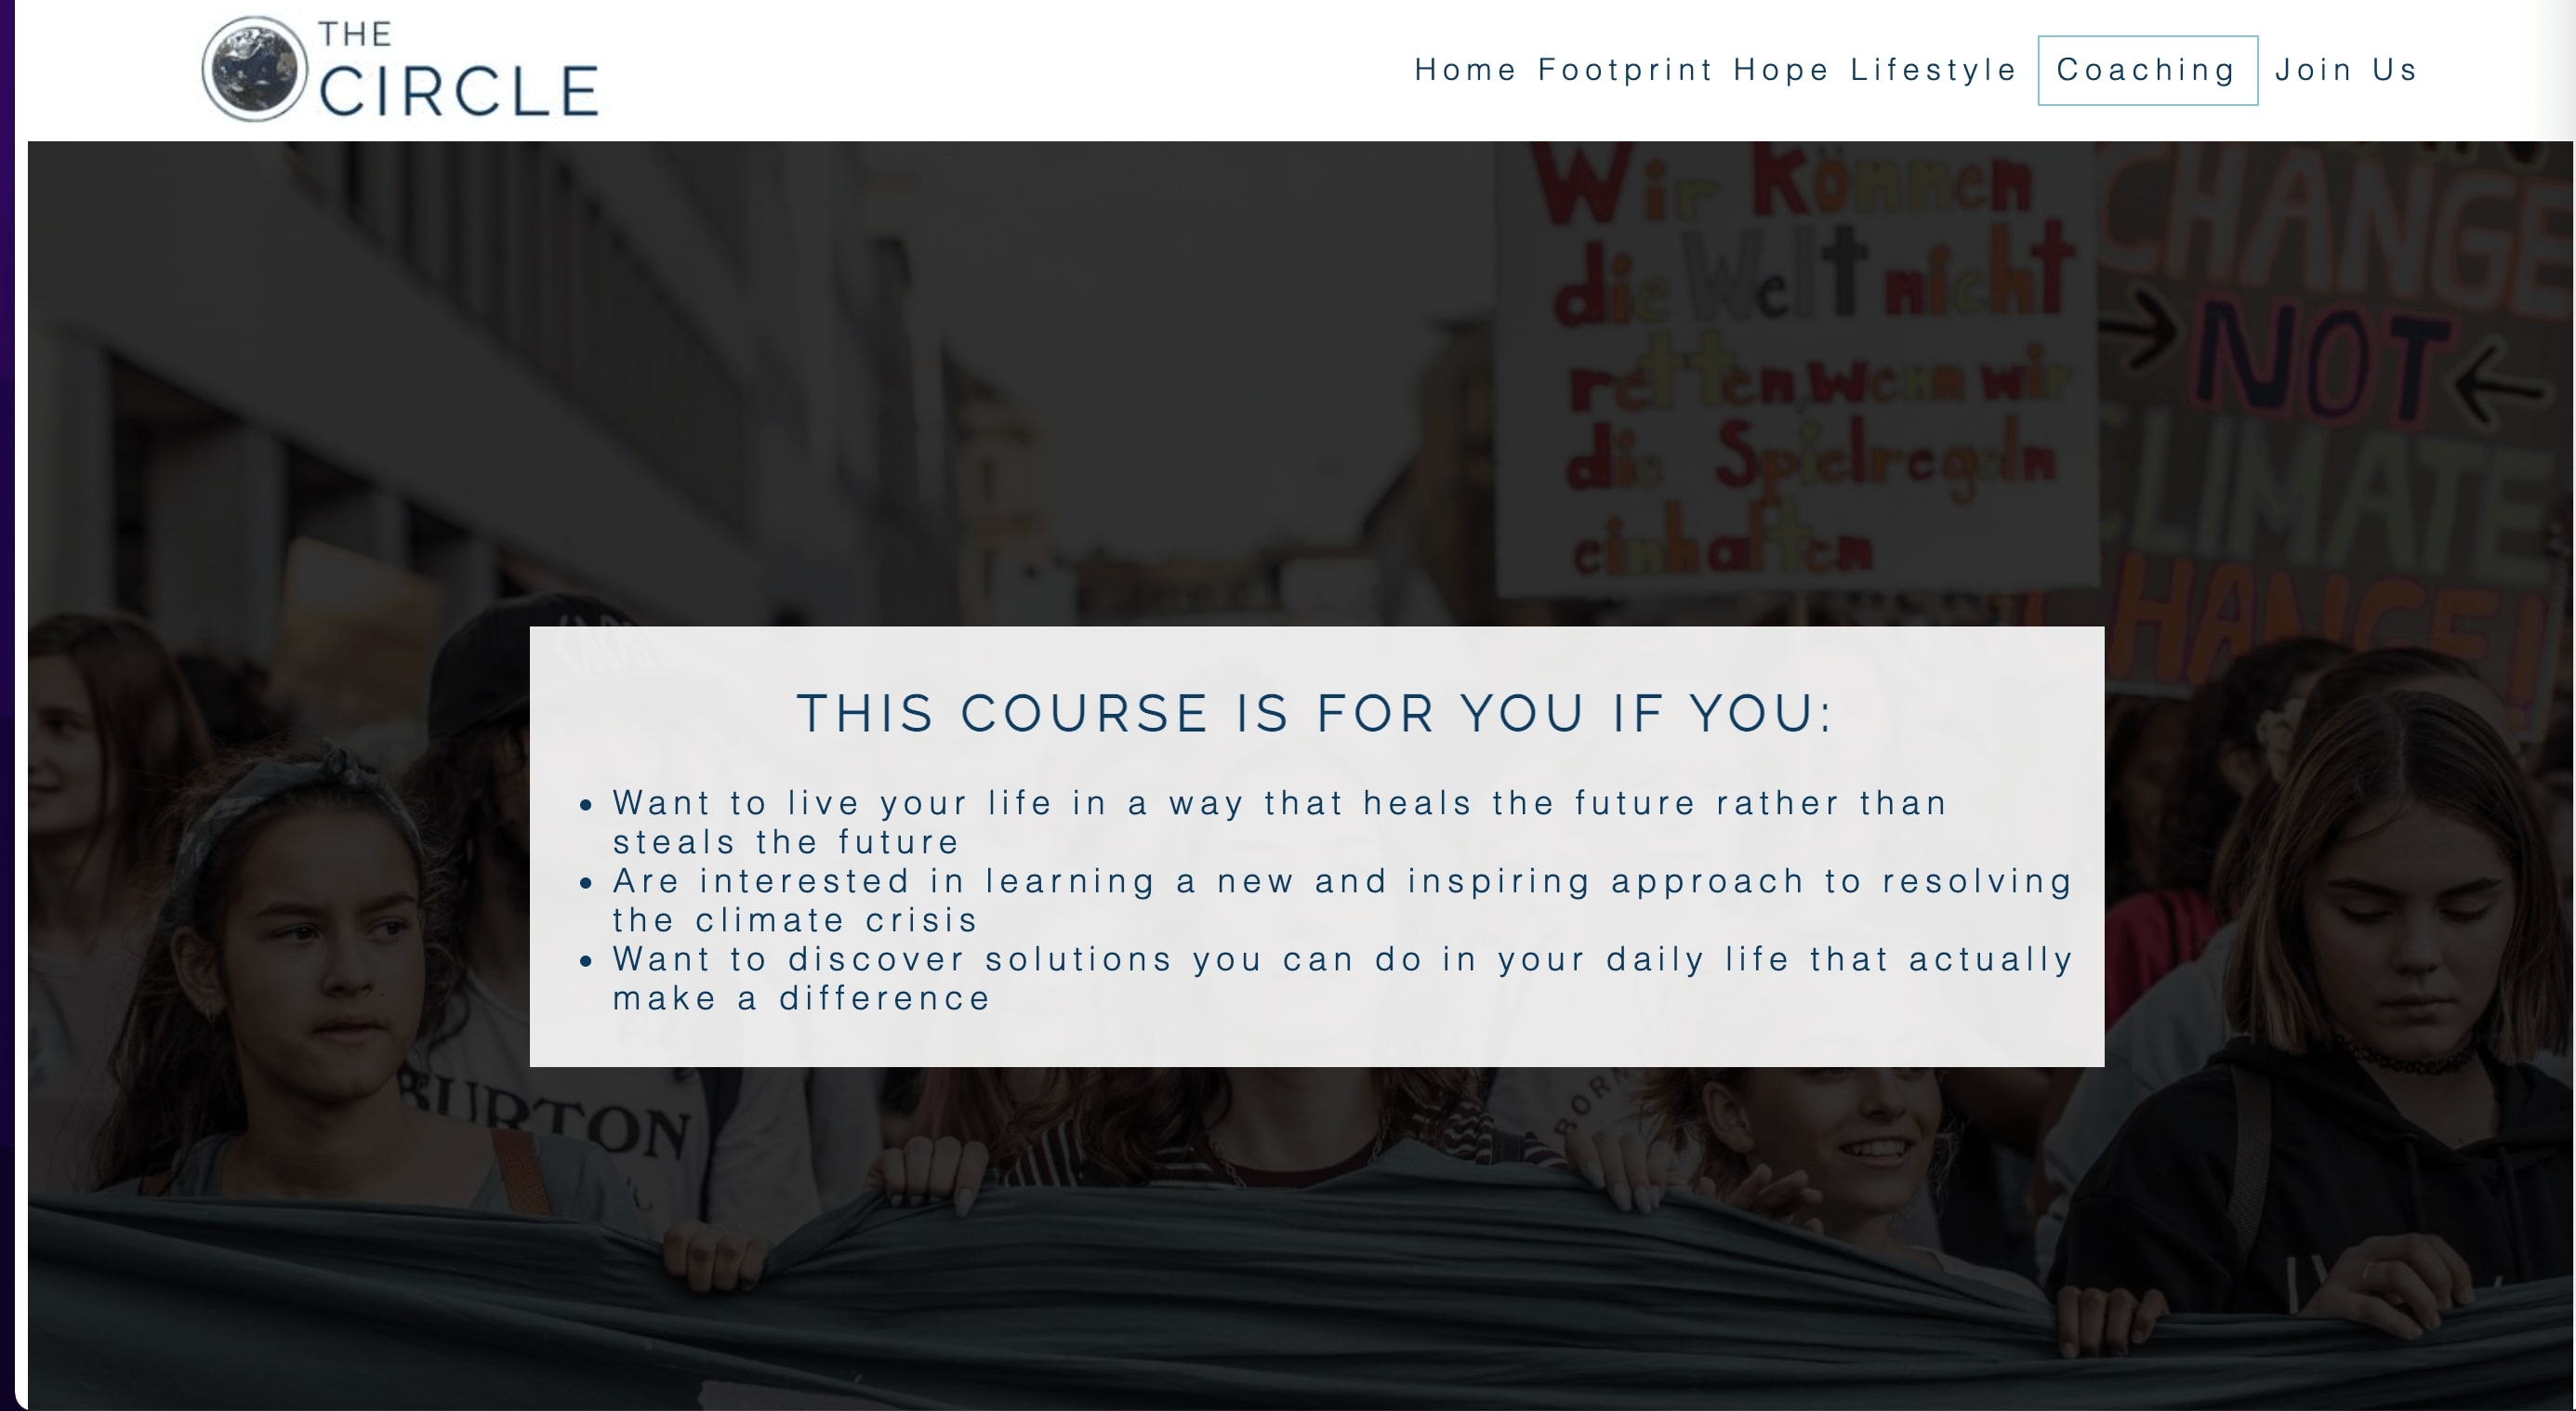 THE
CIRCLE
Home Footprint Hope Lifestyle Coaching Join Us
Wir Können
die Welt nicht
retten, wenn wir
die Spielregeln
einhalten
CHANGE
NOT
CLIMATE
CHANGE!
THIS COURSE IS FOR YOU IF YOU:
• Want to live your life in a way that heals the future rather than
steals the future
• Are interested in learning a new and inspiring approach to resolving
the climate crisis
• Want to discover solutions you can do in your daily life that actually
make a difference
BURTON
BORN